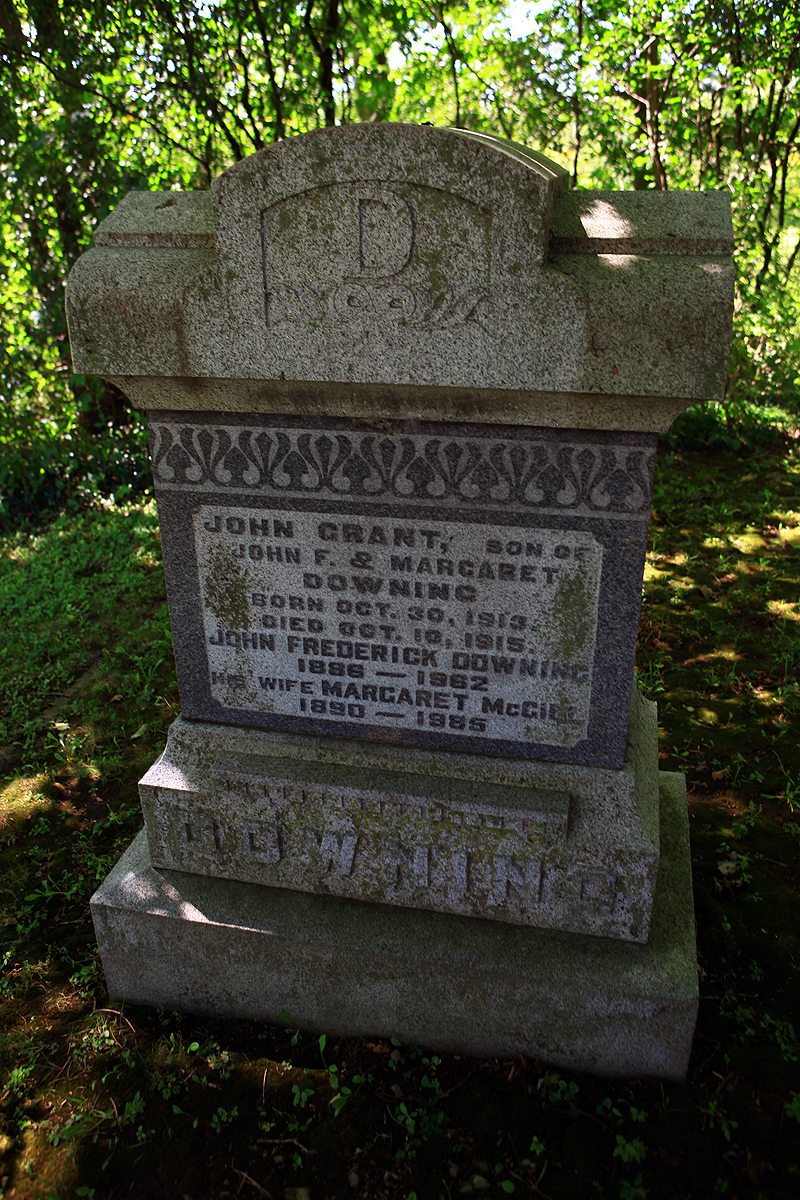 D
JOHN GRANT, SON OF
JOHN F. & MARGARET
DOWNING
BORN OCT. 30, 1913.
DIED OCT. 10, 1915.
JOHN FREDERICK DOWNING
1886 — 1962
HIS WIFE MARGARET McGILL
1890 — 1985
DOWNING